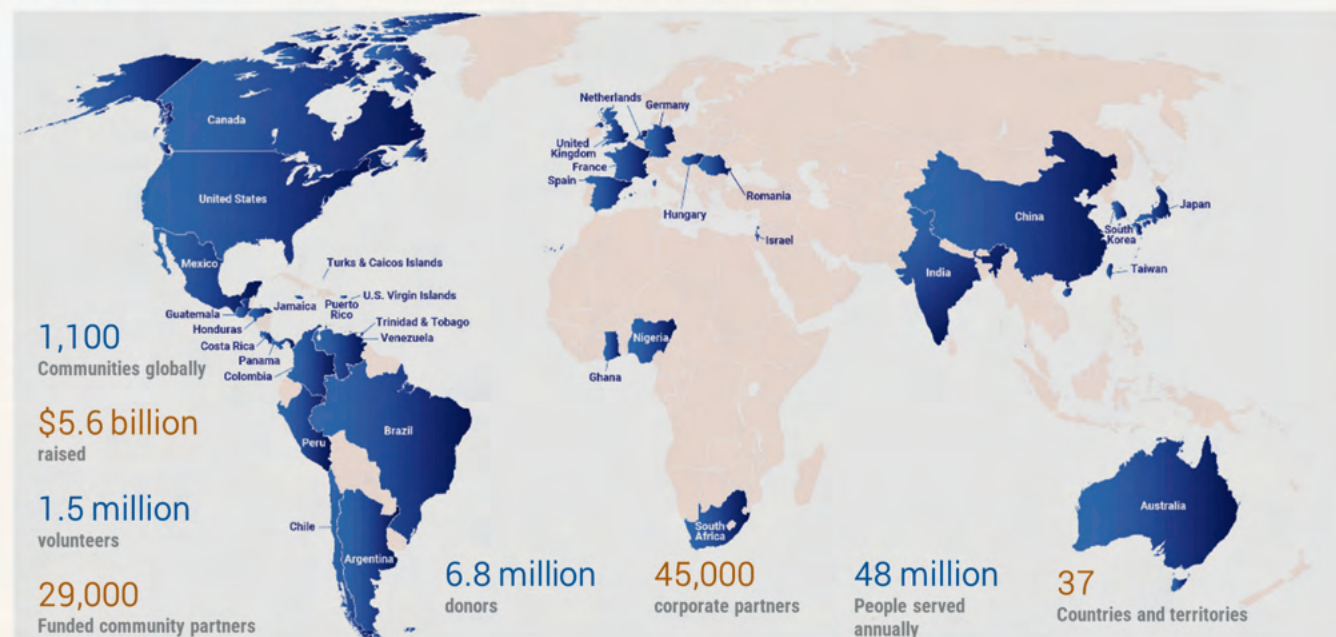 Canada
United States
Mexico
Turks & Caicos Islands
U.S. Virgin Islands
Jamaica
Puerto
Rico
Guatemala
Honduras
Trinidad & Tobago
Costa Rica
Venezuela
Panama
Colombia
Peru
Brazil
Chile
Argentina
Netherlands
Germany
United
Kingdom
France
Spain
Hungary
Romania
Israel
Ghana
Nigeria
South
Africa
China
India
South
Korea
Japan
Taiwan
Australia
1,100
Communities globally
$5.6 billion
raised
1.5 million
volunteers
29,000
Funded community partners
6.8 million
donors
45,000
corporate partners
48 million
People served
annually
37
Countries and territories